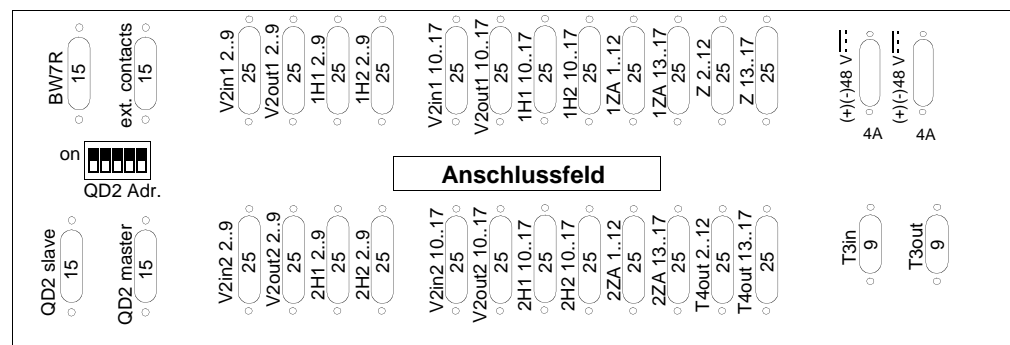 BW7R
15
ext. contacts
15
V2in1 2..9
25
V2out1 2..9
25
1H1 2..9
25
1H2 2..9
25
V2in1 10..17
25
V2out1 10..17
25
1H1 10..17
25
1H2 10..17
25
1ZA 1..12
25
1ZA 13..17
25
Z 2..12
25
Z 13..17
25
(+)(-)48 V
4A
(+)(-)48 V
4A
on
QD2 Adr.
Anschlussfeld
QD2 slave
15
QD2 master
15
V2in2 2..9
25
V2out2 2..9
25
2H1 2..9
25
2H2 2..9
25
V2in2 10..17
25
V2out2 10..17
25
2H1 10..17
25
2H2 10..17
25
2ZA 1..12
25
2ZA 13..17
25
T4out 2..12
25
T4out 13..17
25
T3in
9
T3out
9